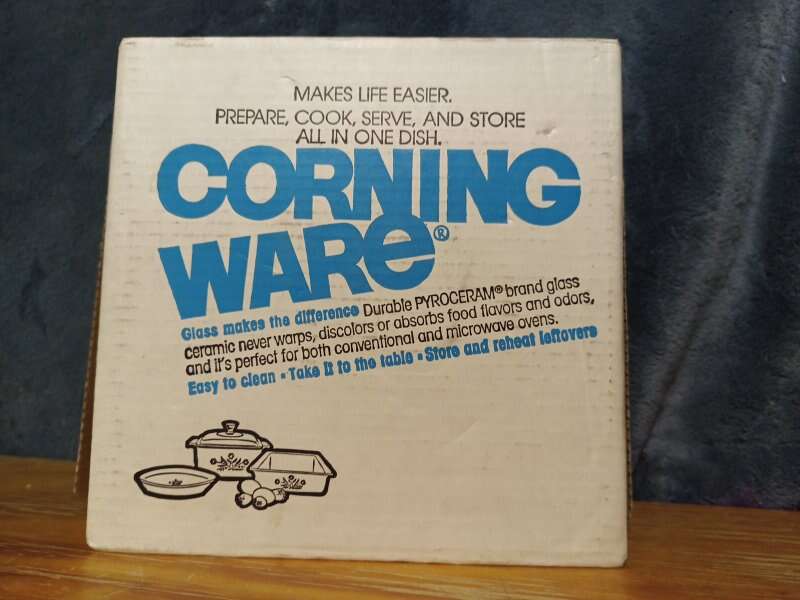 MAKES LIFE EASIER.
PREPARE, COOK, SERVE, AND STORE
ALL IN ONE DISH.
CORNING
WARE®
Glass makes the difference Durable PYROCERAM® brand glass
ceramic never warps, discolors or absorbs food flavors and odors,
and it's perfect for both conventional and microwave ovens.
Easy to clean • Take it to the table • Store and reheat leftovers